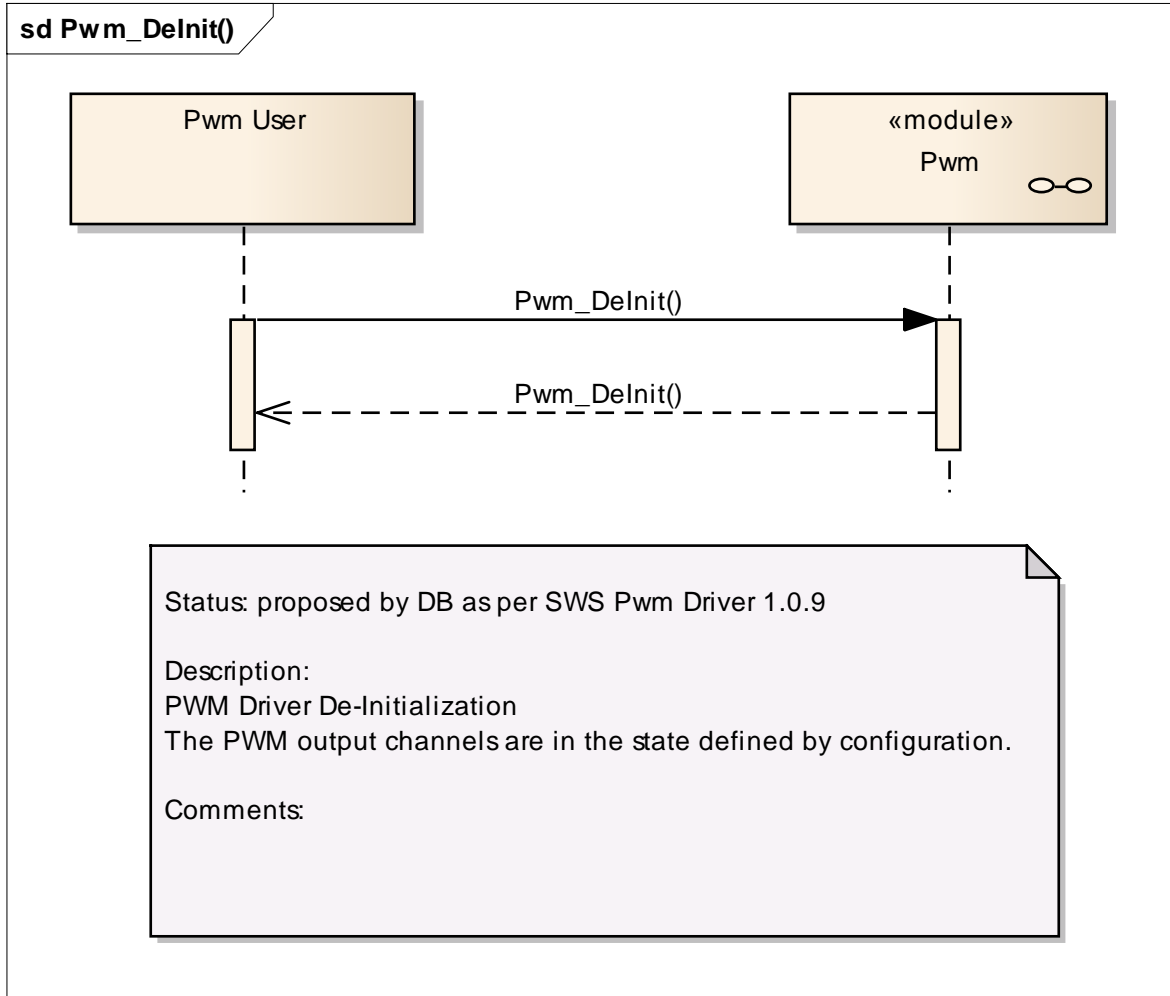 sd Pwm_DeInit()
Pwm User
«module»
Pwm
Pwm_DeInit()
Pwm_DeInit()
Status: proposed by DB as per SWS Pwm Driver 1.0.9
Description:
PWM Driver De-Initialization
The PWM output channels are in the state defined by configuration.
Comments: